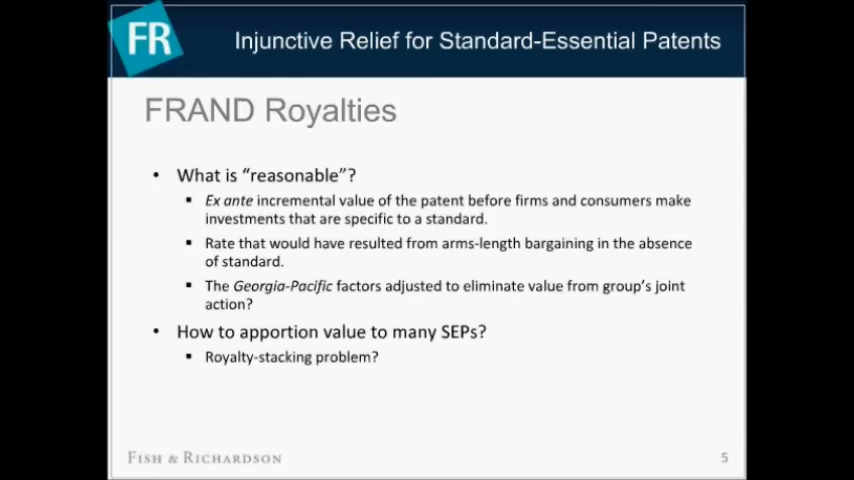 FR
Injunctive Relief for Standard-Essential Patents
FRAND Royalties
• What is “reasonable”?
▪ Ex ante incremental value of the patent before firms and consumers make
investments that are specific to a standard.
▪ Rate that would have resulted from arms-length bargaining in the absence
of standard.
▪ The Georgia-Pacific factors adjusted to eliminate value from group’s joint
action?
• How to apportion value to many SEPs?
▪ Royalty-stacking problem?
FISH & RICHARDSON
5